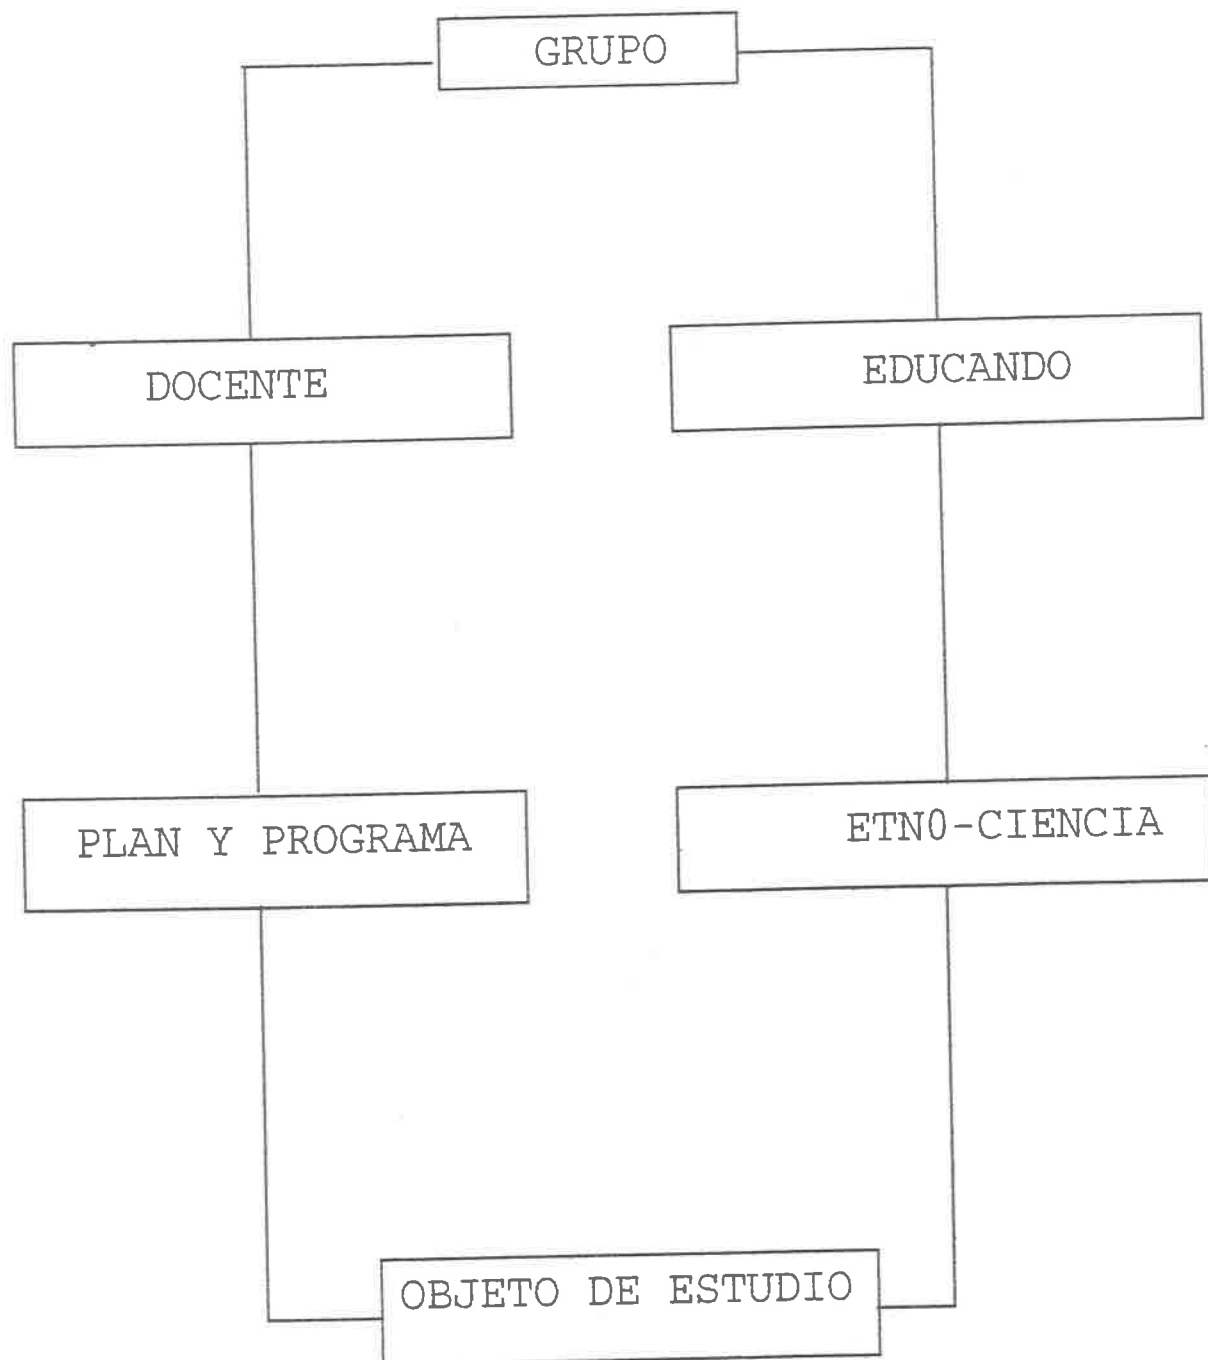 GRUPO
DOCENTE
EDUCANDO
PLAN Y PROGRAMA
ETN0-CIENCIA
OBJETO DE ESTUDIO